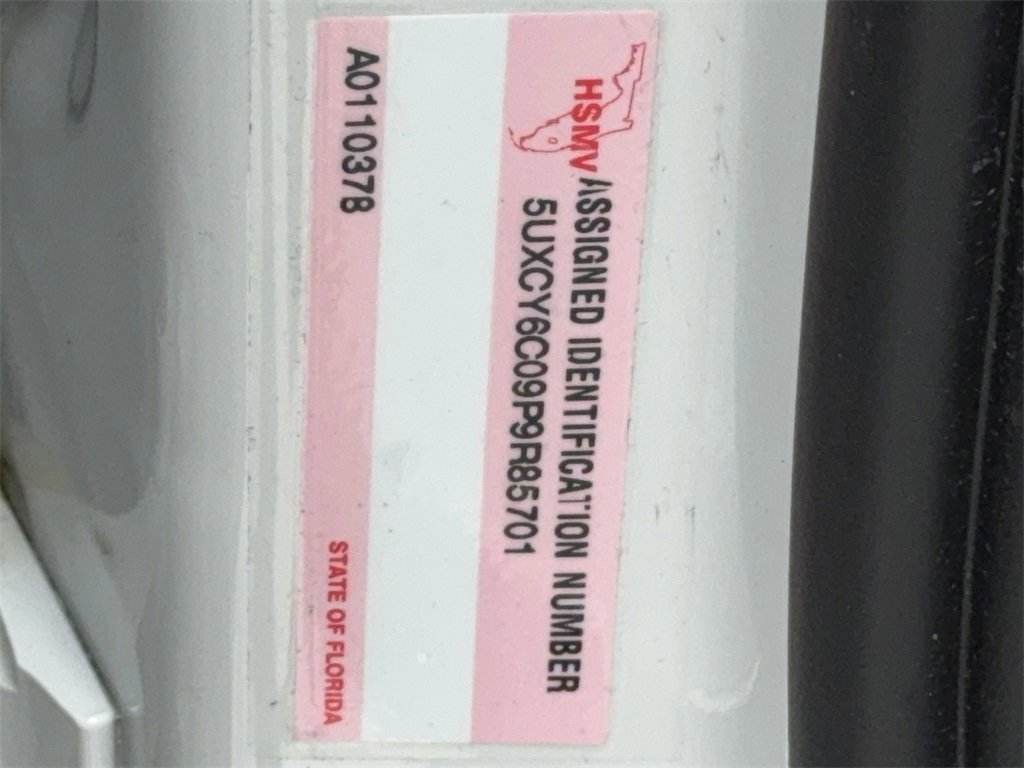 HSMV ASSIGNED IDENTIFICATION NUMBER
5UXCY6C09P9R85701
A0110378 STATE OF FLORIDA